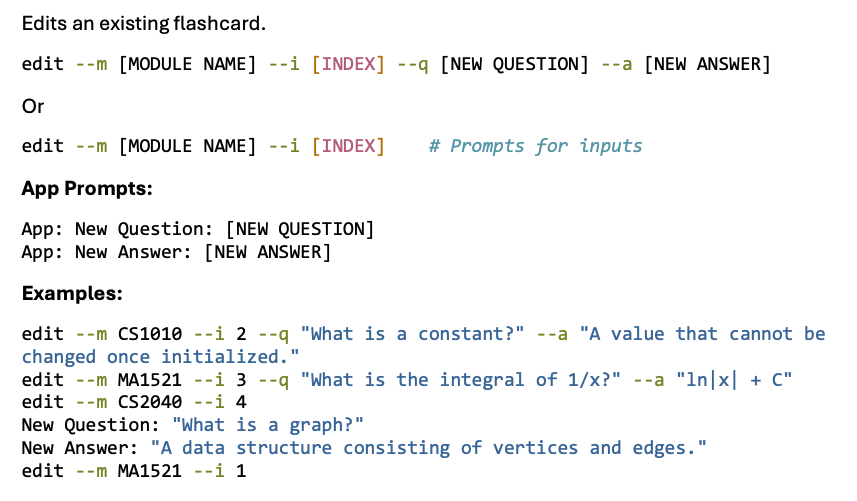 Edits an existing flashcard.
edit --m [MODULE NAME] --i [INDEX] --q [NEW QUESTION] --a [NEW ANSWER]
Or
edit --m [MODULE NAME] --i [INDEX]    # Prompts for inputs
App Prompts:
App: New Question: [NEW QUESTION]
App: New Answer: [NEW ANSWER]
Examples:
edit --m CS1010 --i 2 --q "What is a constant?" --a "A value that cannot be
changed once initialized."
edit --m MA1521 --i 3 --q "What is the integral of 1/x?" --a "ln|x| + C"
edit --m CS2040 --i 4
New Question: "What is a graph?"
New Answer: "A data structure consisting of vertices and edges."
edit --m MA1521 --i 1